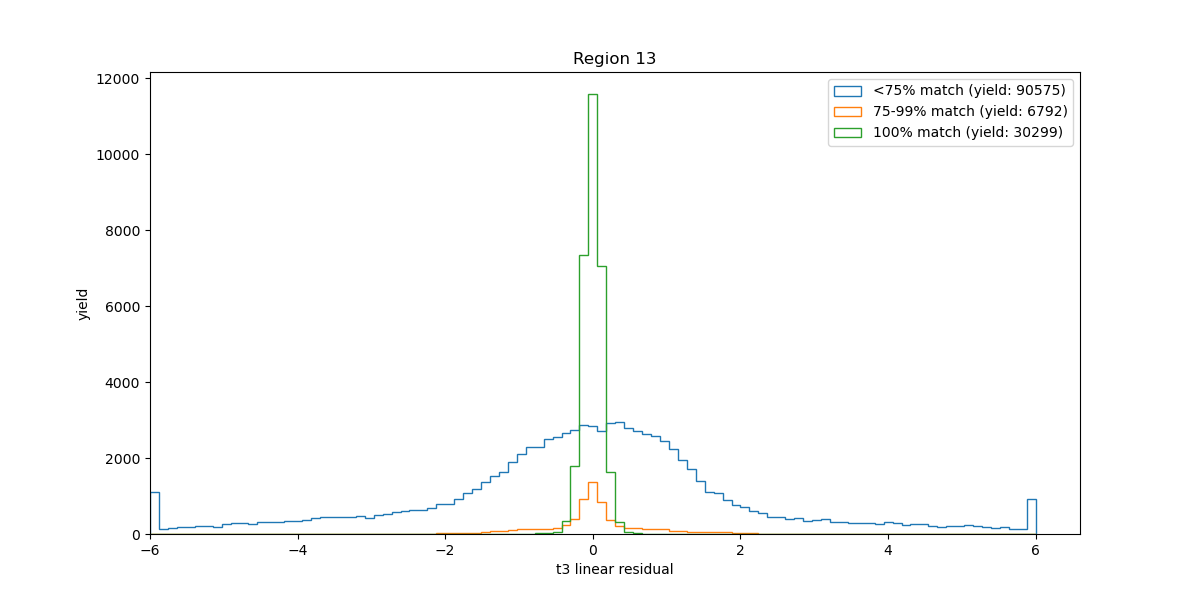 Region 13
<75% match (yield: 90575)
75-99% match (yield: 6792)
100% match (yield: 30299)
12000
10000
8000
6000
4000
2000
0
yield
−6 −4 −2 0 2 4 6
t3 linear residual